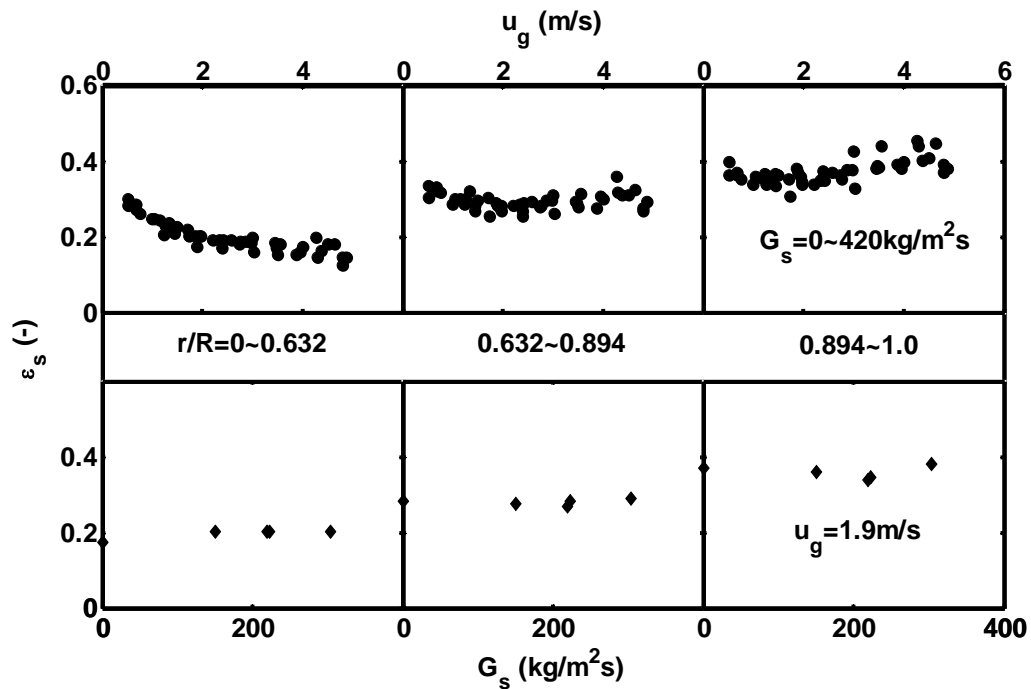 u_g (m/s)
0 2 4 0 2 4 0 2 4 6
0.6
0.4
0.2
0
G_s=0~420kg/m²s
r/R=0~0.632 0.632~0.894 0.894~1.0
ε_s (-)
0.4
0.2
0
u_g=1.9m/s
0 200 0 200 0 200 400
G_s (kg/m²s)